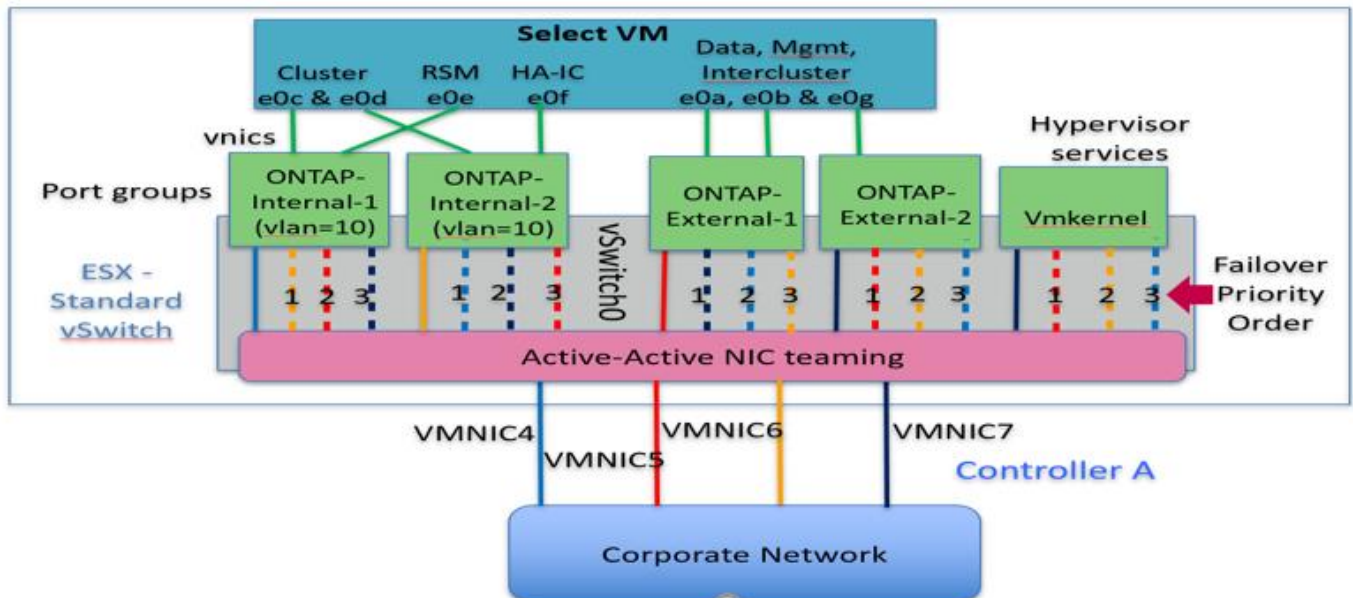 Select VM
Cluster
e0c & e0d
RSM
e0e
HA-IC
e0f
Data, Mgmt,
Intercluster
e0a, e0b & e0g
vnics
Hypervisor
services
Port groups
ONTAP-
Internal-1
(vlan=10)
ONTAP-
Internal-2
(vlan=10)
ONTAP-
External-1
ONTAP-
External-2
Vmkernel
vSwitch0
ESX -
Standard
vSwitch
1 2 3
1 2 3
1 2 3
1 2 3
1 2 3
Failover
Priority
Order
Active-Active NIC teaming
VMNIC4
VMNIC5
VMNIC6
VMNIC7
Controller A
Corporate Network